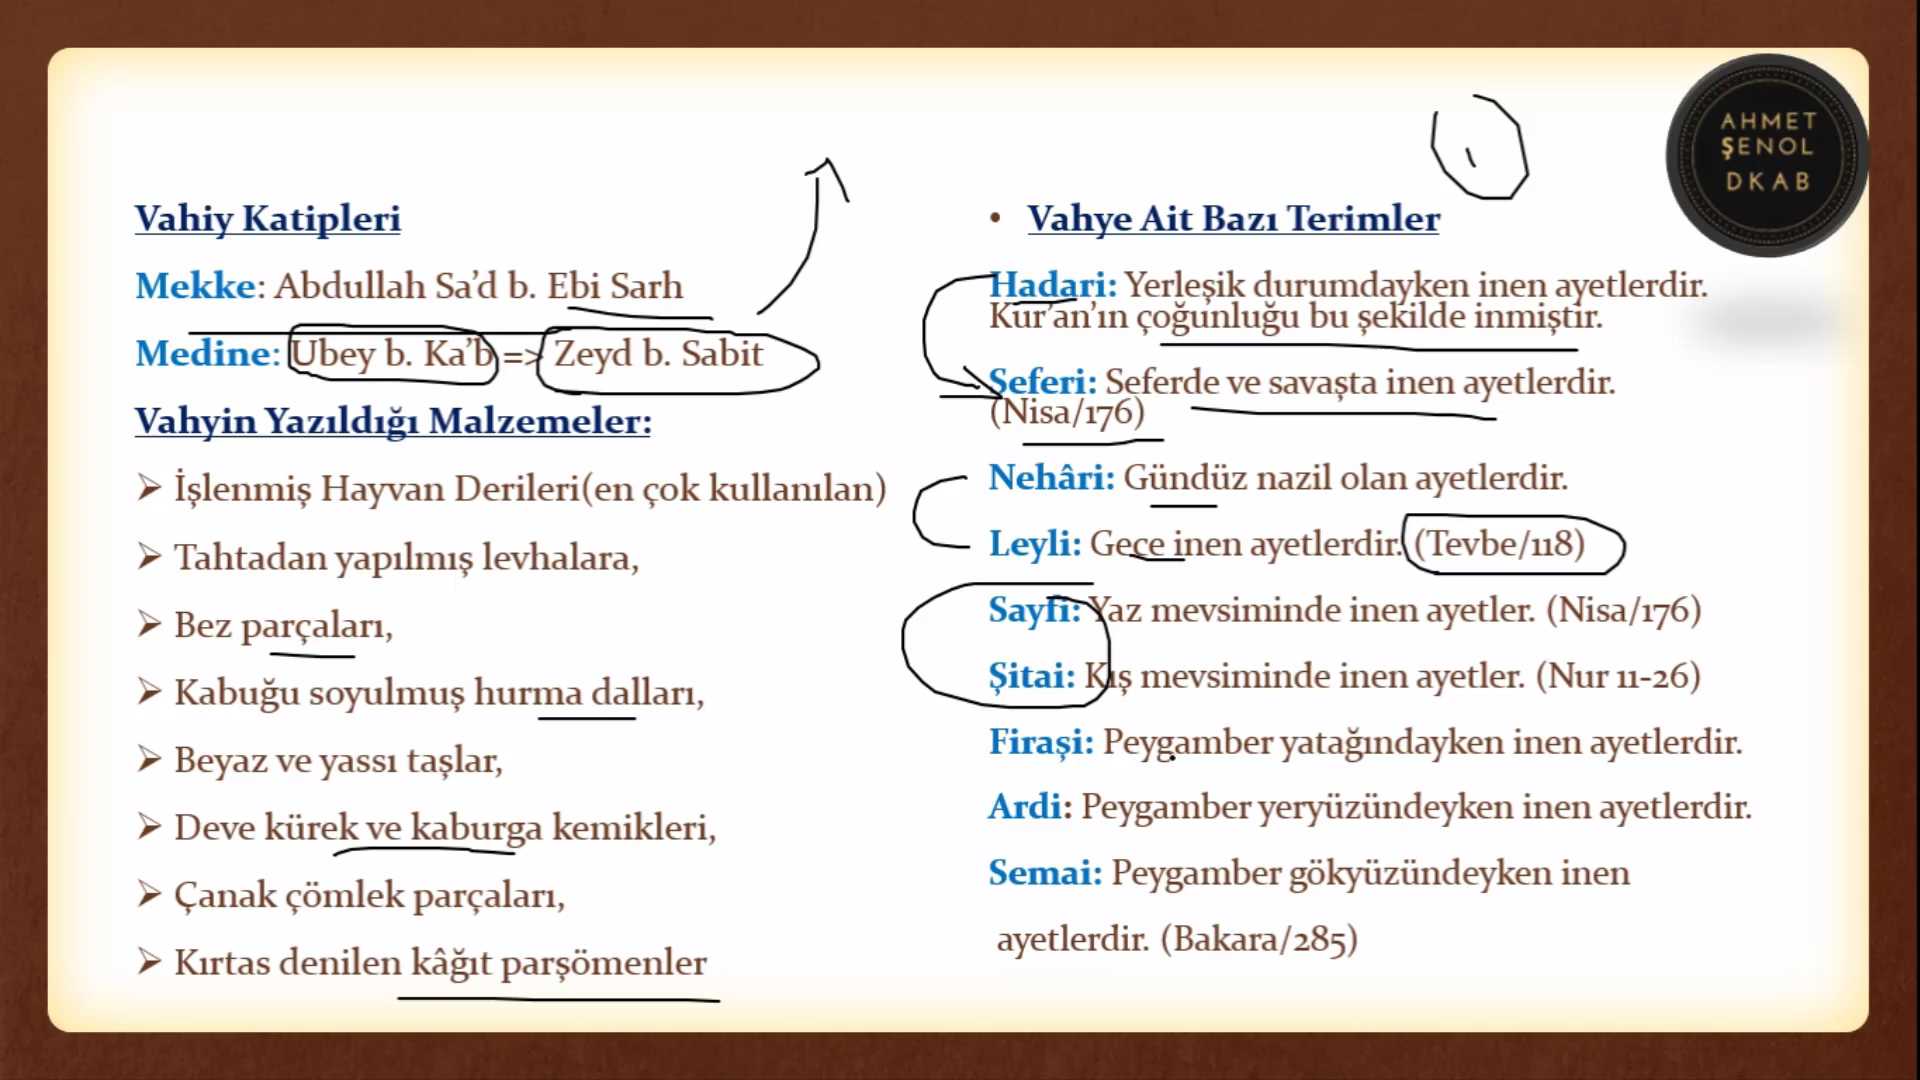 Vahiy Katipleri
Mekke: Abdullah Sa’d b. Ebi Sarh
Medine: Ubey b. Ka’b => Zeyd b. Sabit
Vahyin Yazıldığı Malzemeler:
➢ İşlenmiş Hayvan Derileri(en çok kullanılan)
➢ Tahtadan yapılmış levhalara,
➢ Bez parçaları,
➢ Kabuğu soyulmuş hurma dalları,
➢ Beyaz ve yassı taşlar,
➢ Deve kürek ve kaburga kemikleri,
➢ Çanak çömlek parçaları,
➢ Kırtas denilen kâğıt parşömenler
• Vahye Ait Bazı Terimler
Hadari: Yerleşik durumdayken inen ayetlerdir.
Kur’an’ın çoğunluğu bu şekilde inmiştir.
Seferi: Seferde ve savaşta inen ayetlerdir.
(Nisa/176)
Nehâri: Gündüz nazil olan ayetlerdir.
Leyli: Gece inen ayetlerdir. (Tevbe/118)
Sayfi: Yaz mevsiminde inen ayetler. (Nisa/176)
Şitai: Kış mevsiminde inen ayetler. (Nur 11-26)
Firaşi: Peygamber yatağındayken inen ayetlerdir.
Ardi: Peygamber yeryüzündeyken inen ayetlerdir.
Semai: Peygamber gökyüzündeyken inen
ayetlerdir. (Bakara/285)
AHMET
ŞENOL
DKAB